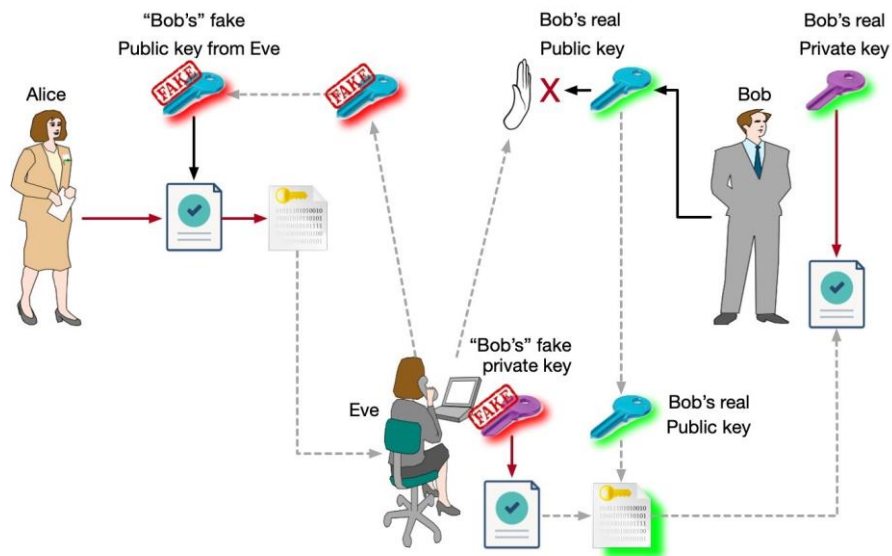 “Bob’s” fake
Public key from Eve
Bob’s real
Public key
Bob’s real
Private key
Alice
FAKE
FAKE
Bob
“Bob’s” fake
private key
Eve
FAKE
Bob’s real
Public key